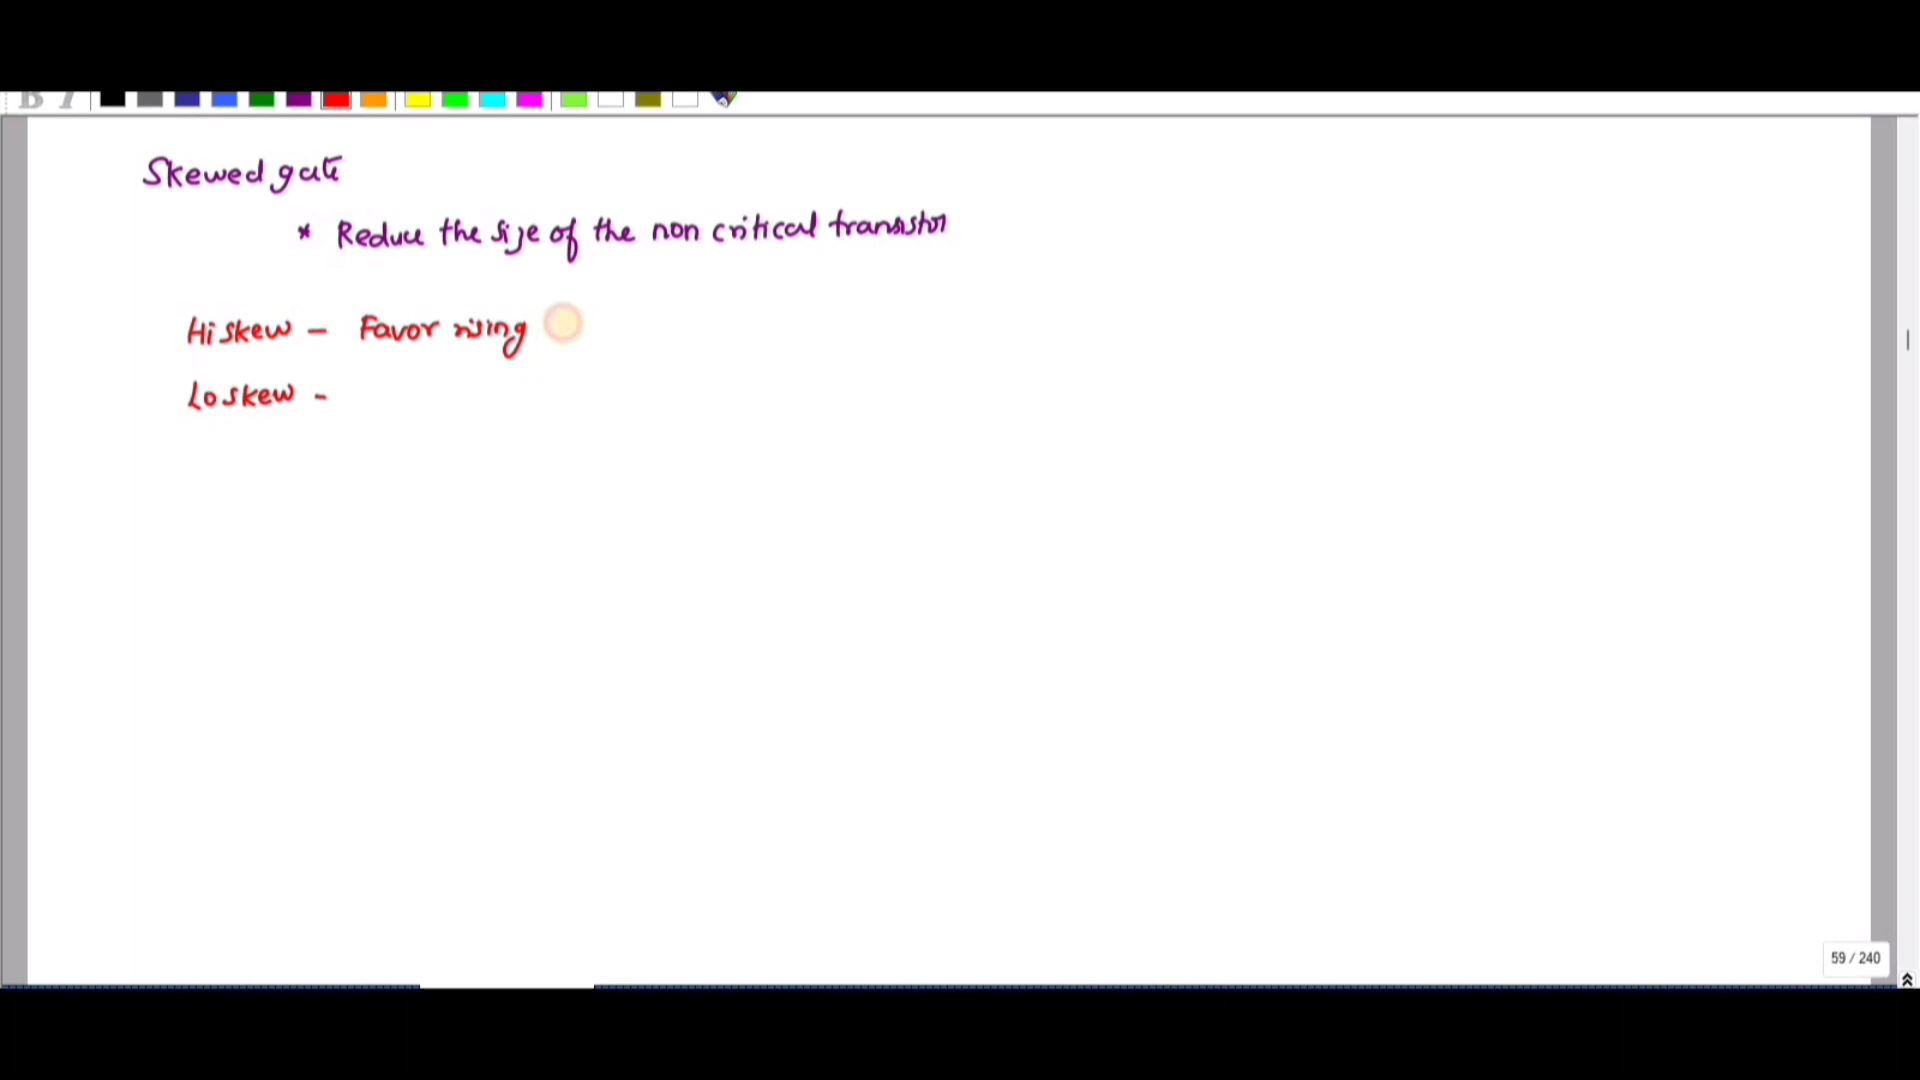 B I
Skewed gate
* Reduce the size of the non critical transistor
Hi skew - Favor rising
Lo skew -
59 / 240